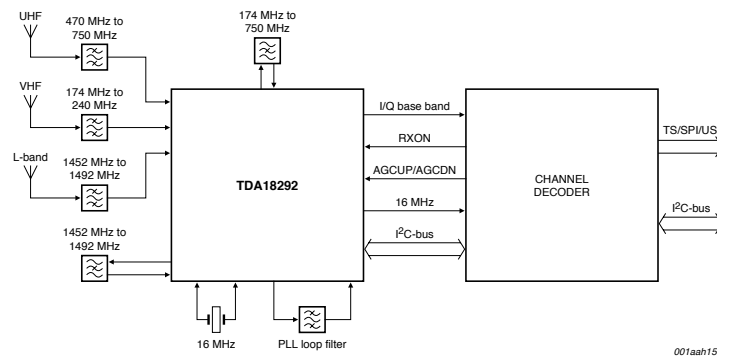 UHF
470 MHz to
750 MHz
174 MHz to
750 MHz
VHF
174 MHz to
240 MHz
L-band
1452 MHz to
1492 MHz
1452 MHz to
1492 MHz
TDA18292
I/Q base band
RXON
AGCUP/AGCDN
16 MHz
I²C-bus
CHANNEL
DECODER
TS/SPI/US
I²C-bus
16 MHz
PLL loop filter
001aah15